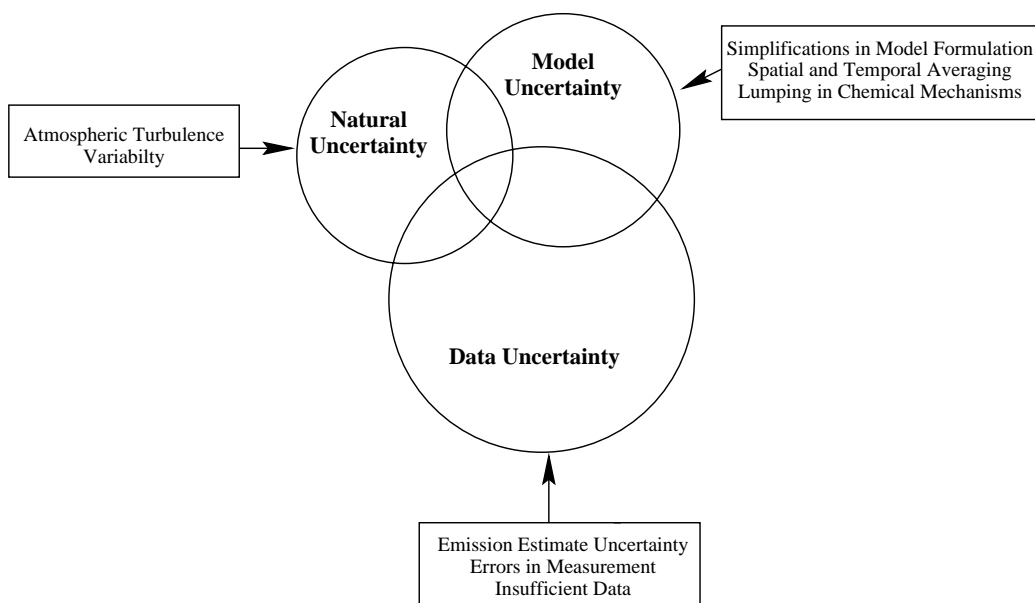 Model
Uncertainty
Simplifications in Model Formulation
Spatial and Temporal Averaging
Lumping in Chemical Mechanisms
Natural
Uncertainty
Atmospheric Turbulence
Variabilty
Data Uncertainty
Emission Estimate Uncertainty
Errors in Measurement
Insufficient Data